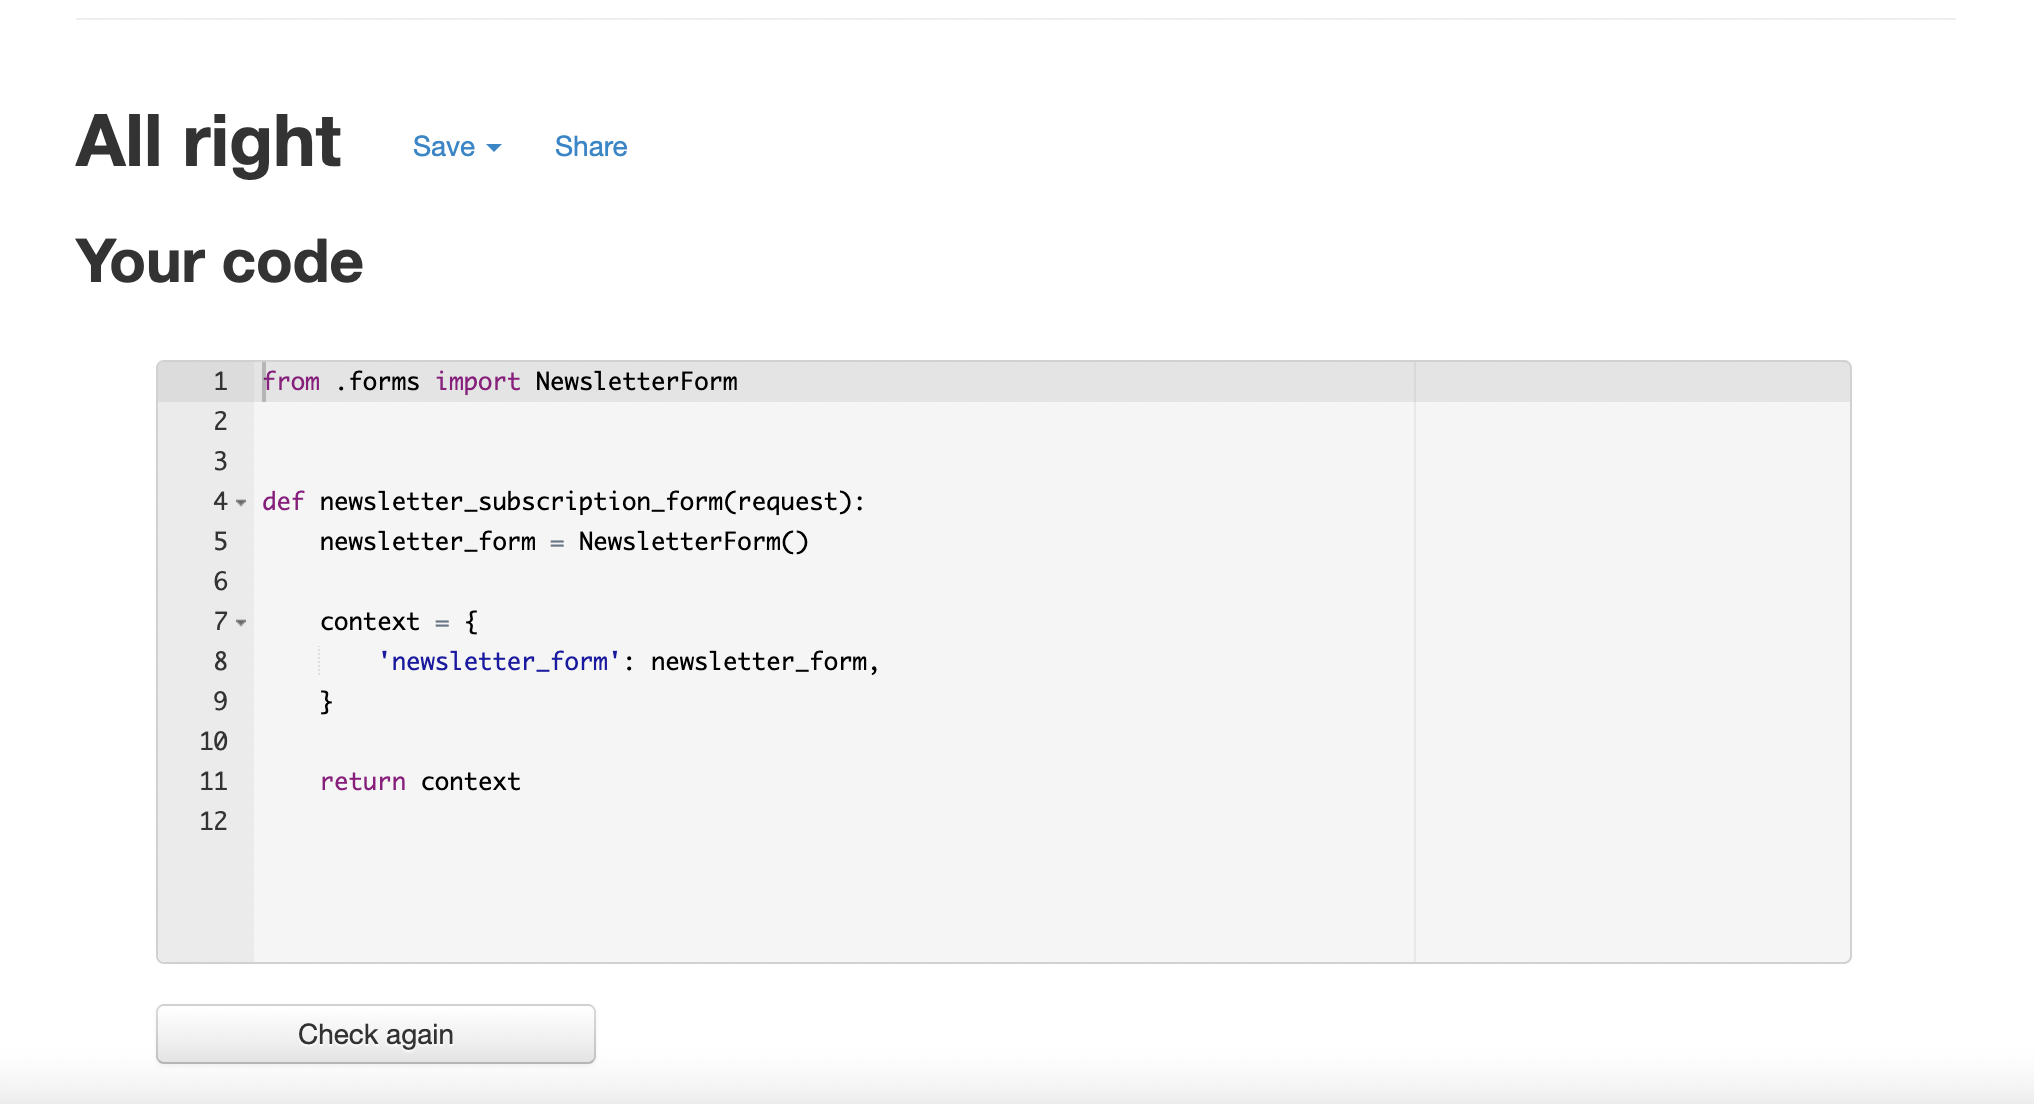 All right Save Share
Your code
1 from .forms import NewsletterForm
2
3
4 def newsletter_subscription_form(request):
5     newsletter_form = NewsletterForm()
6
7     context = {
8         'newsletter_form': newsletter_form,
9     }
10
11     return context
12
Check again